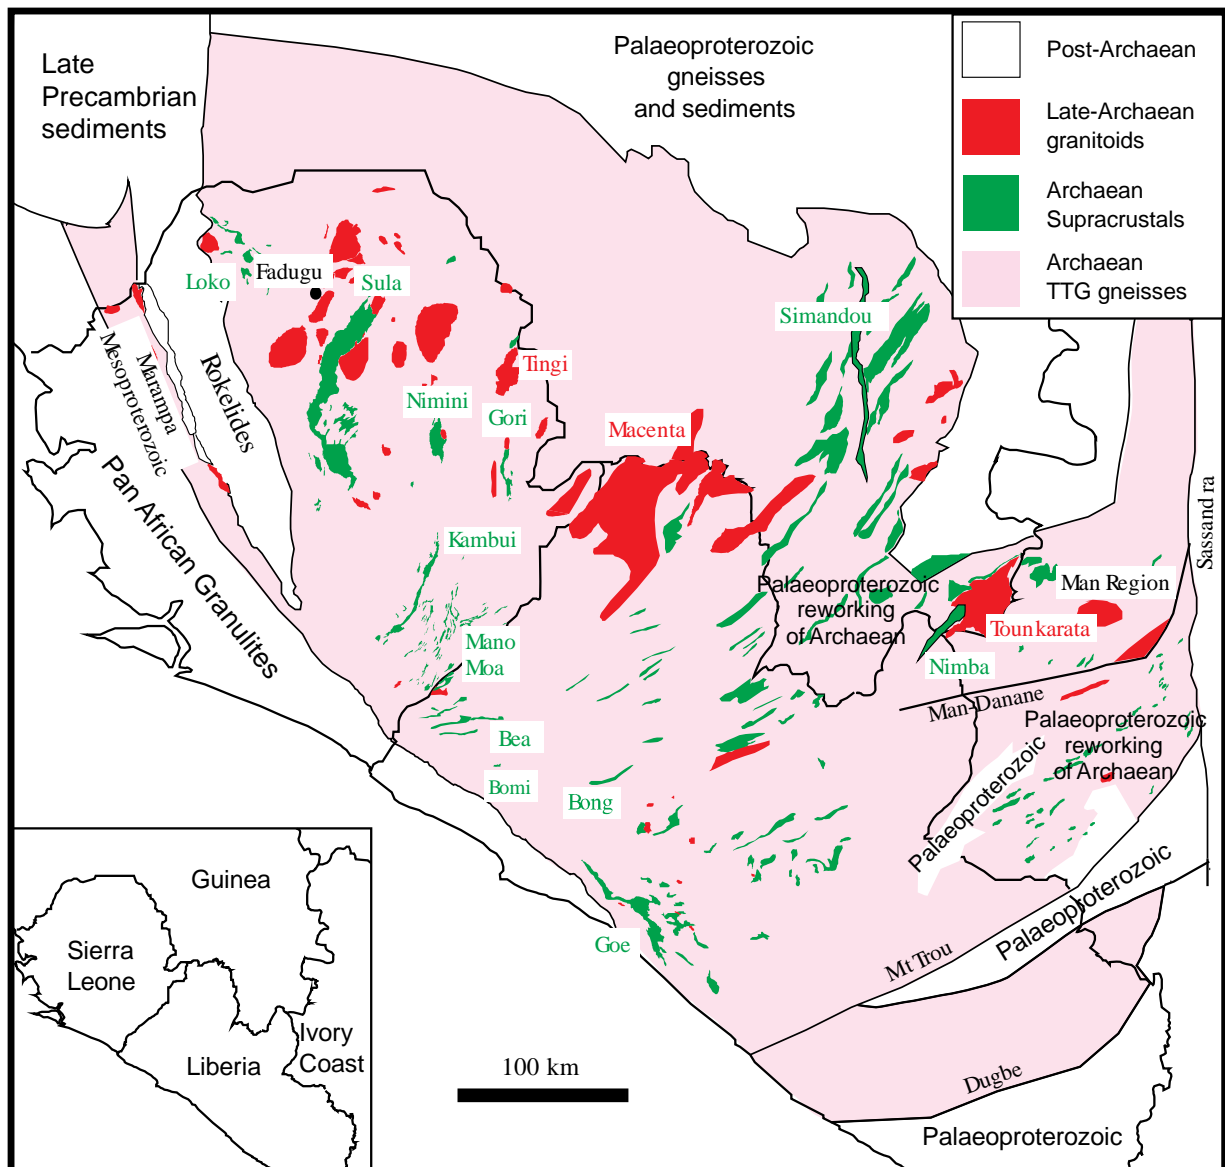 Late
Precambrian
sediments
Palaeoproterozoic
gneisses
and sediments
Post-Archaean
Late-Archaean
granitoids
Archaean
Supracrustals
Archaean
TTG gneisses
Loko
Fadugu
Sula
Simandou
Tingi
Nimini
Gori
Macenta
Mesoproterozoic
Marampa
Rokelides
Pan African Granulites
Kambui
Mano
Moa
Bea
Bomi
Bong
Goe
Palaeoproterozoic
reworking
of Archaean
Man Region
Tounkarata
Nimba
Man-Danane
Sassandra
Palaeoproterozoic
reworking
of Archaean
Palaeoproterozoic
Palaeoproterozoic
Mt Trou
Dugbe
Palaeoproterozoic
100 km
Guinea
Sierra
Leone
Liberia
Ivory
Coast